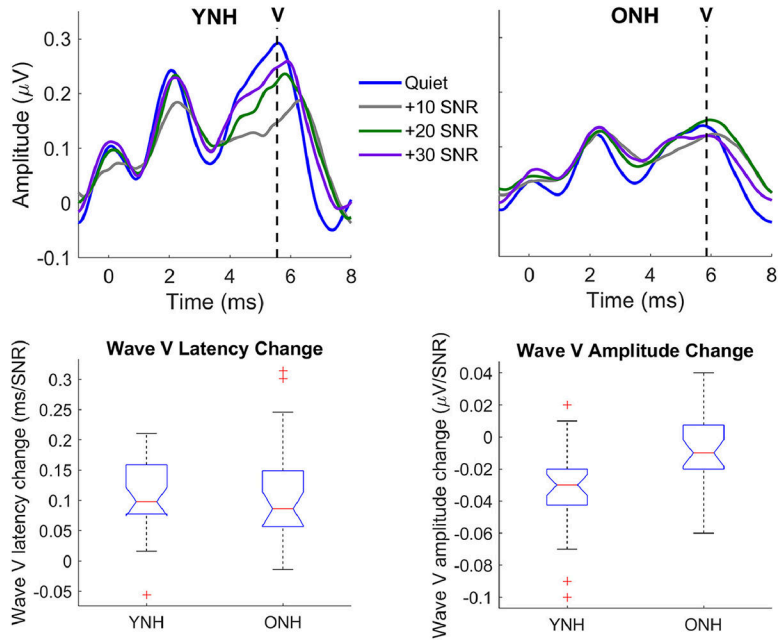 YNH V
ONH V
0.3
0.2
0.1
0
-0.1
Amplitude (μV)
0 2 4 6 8
Time (ms)
Quiet
+10 SNR
+20 SNR
+30 SNR
0 2 4 6 8
Time (ms)
Wave V Latency Change
0.3
0.25
0.2
0.15
0.1
0.05
0
-0.05
Wave V latency change (ms/SNR)
YNH ONH
Wave V Amplitude Change
0.04
0.02
0
-0.02
-0.04
-0.06
-0.08
-0.1
Wave V amplitude change (μV/SNR)
YNH ONH